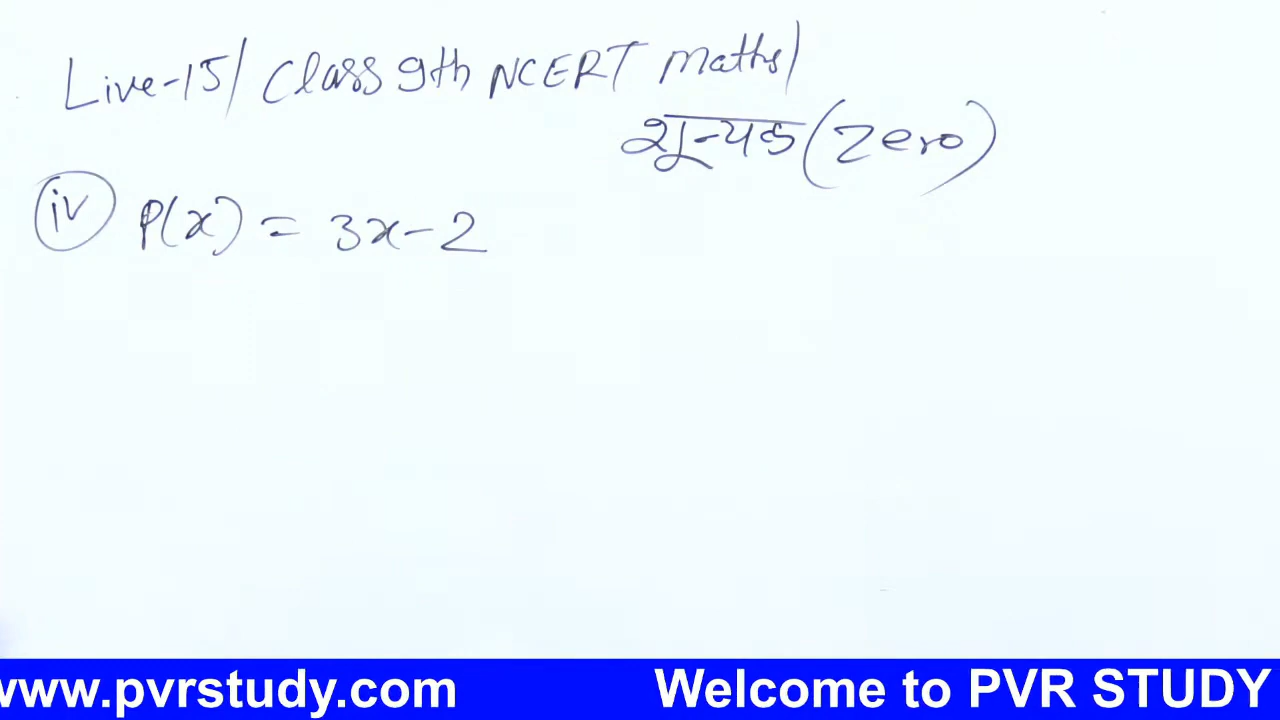 Live-15/ Class 9th NCERT Maths/
शून्यक (Zero)
iv P(x) = 3x-2
www.pvrstudy.com Welcome to PVR STUDY